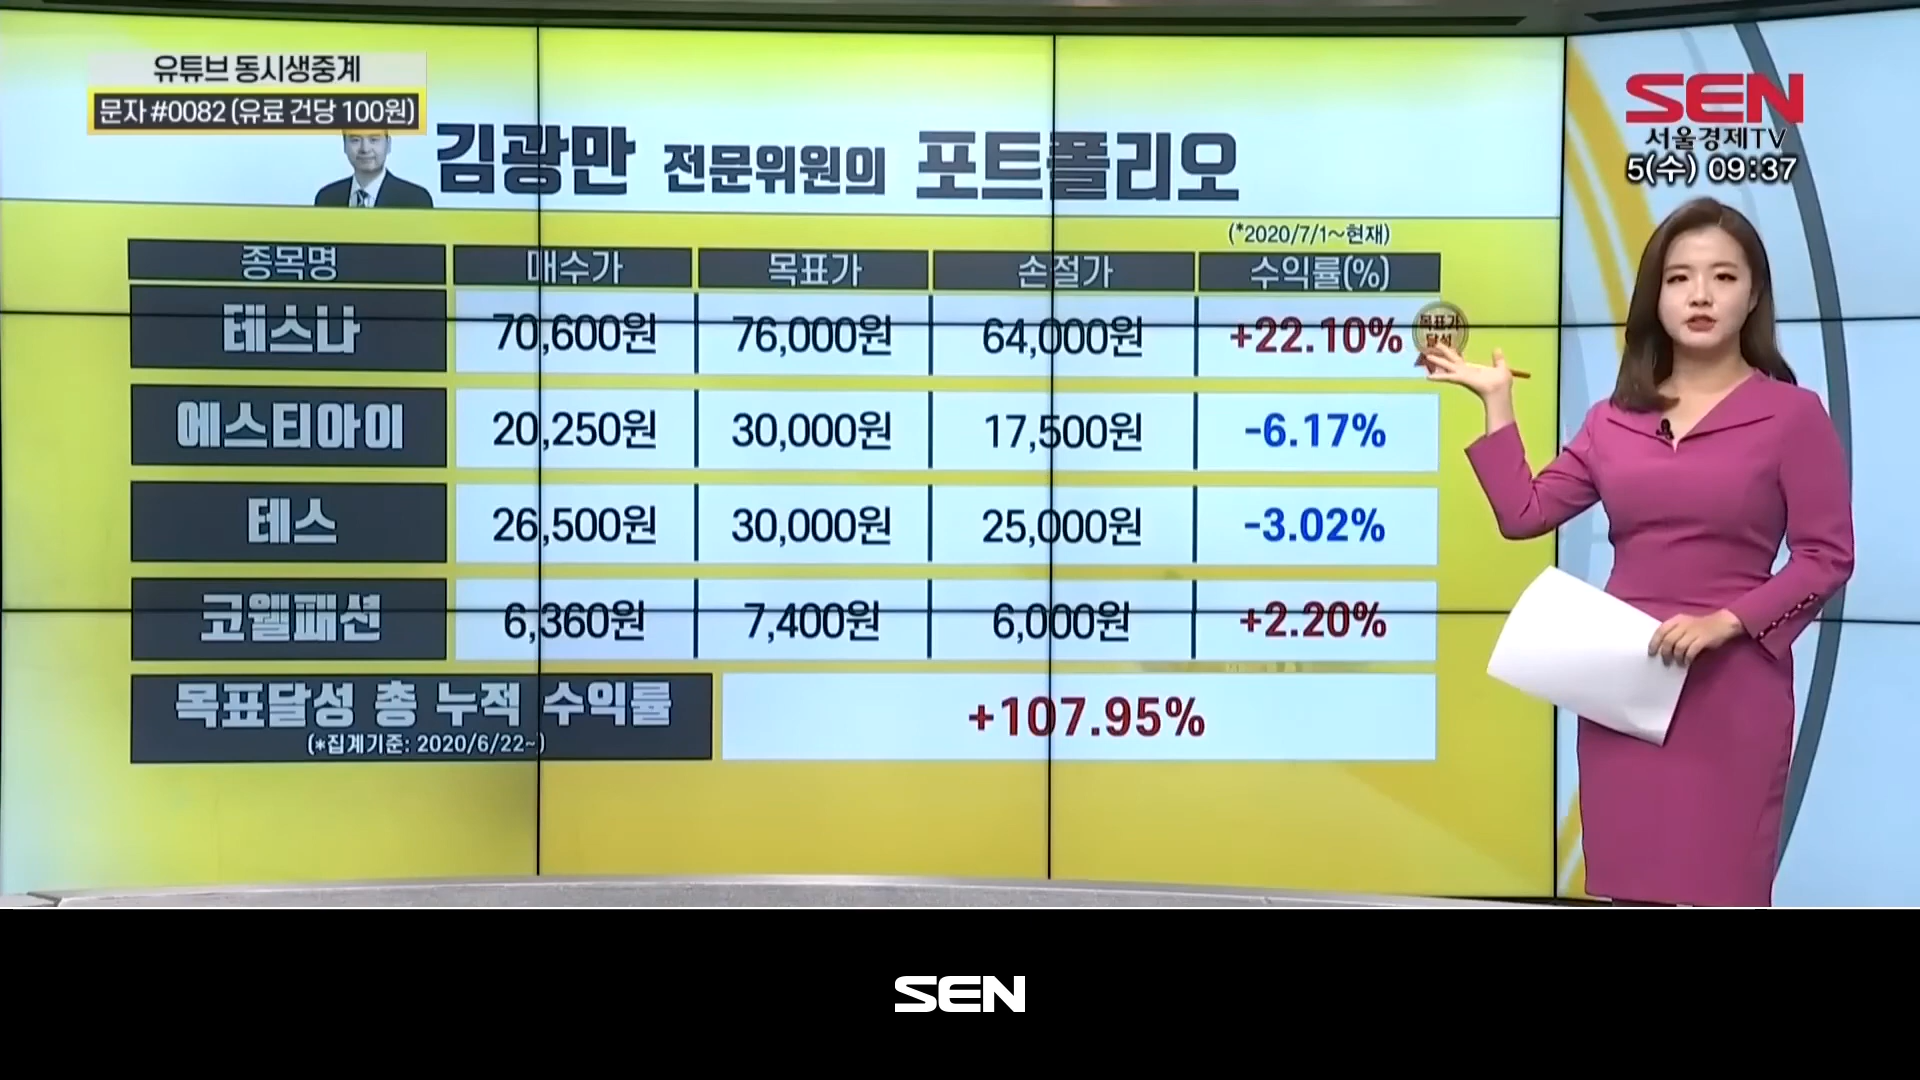 유튜브 동시생중계
문자 #0082 (유료 건당 100원)
SEN
서울경제TV
5(수) 09:37
김광만 전문위원의 포트폴리오
(*2020/7/1~현재)
종목명 매수가 목표가 손절가 수익률(%)
테스나 70,600원 76,000원 64,000원 +22.10% 목표가
달성
에스티아이 20,250원 30,000원 17,500원 -6.17%
테스 26,500원 30,000원 25,000원 -3.02%
코웰패션 6,360원 7,400원 6,000원 +2.20%
목표달성 총 누적 수익률 +107.95%
(*집계기준: 2020/6/22~)
SEN